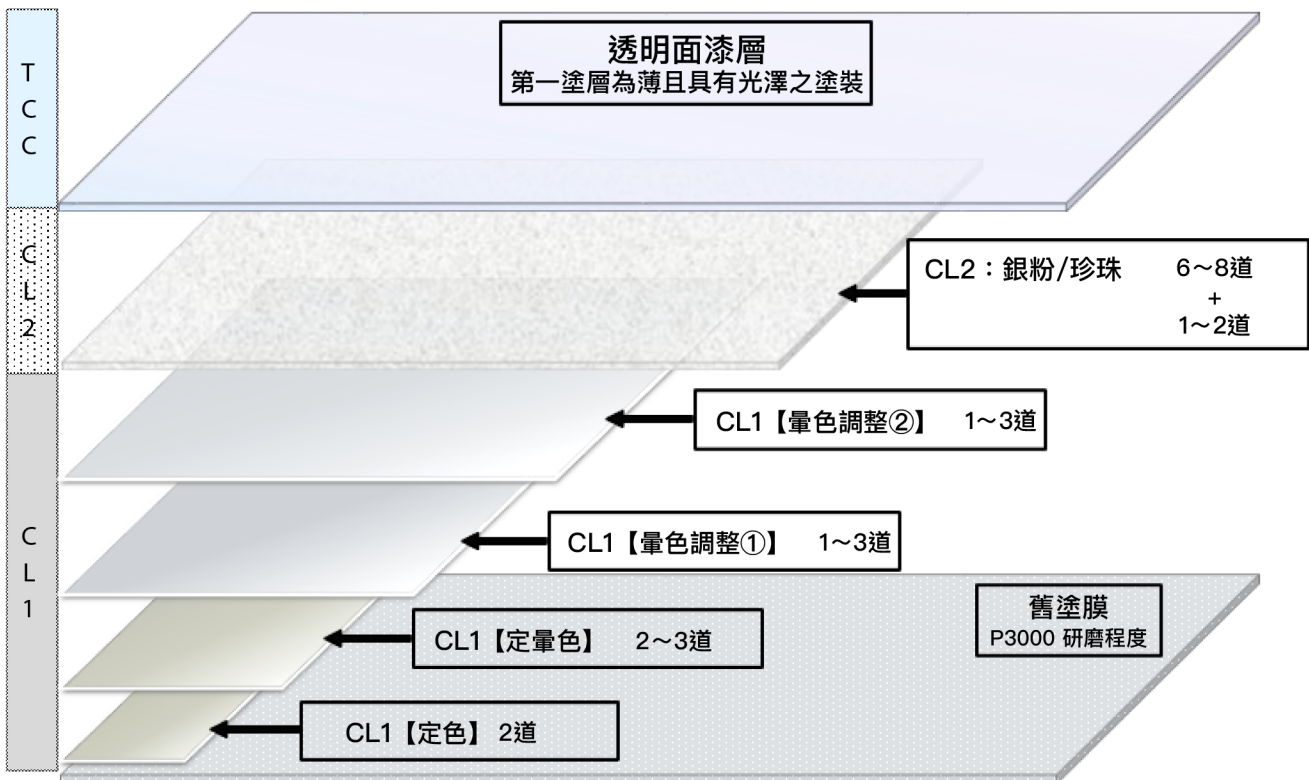 TCC
透明面漆層
第一塗層為薄且具有光澤之塗裝
CL2
CL2：銀粉/珍珠 6～8道
+
1～2道
CL1
CL1【暈色調整②】 1～3道
CL1【暈色調整①】 1～3道
舊塗膜
P3000 研磨程度
CL1【定暈色】 2～3道
CL1【定色】 2道